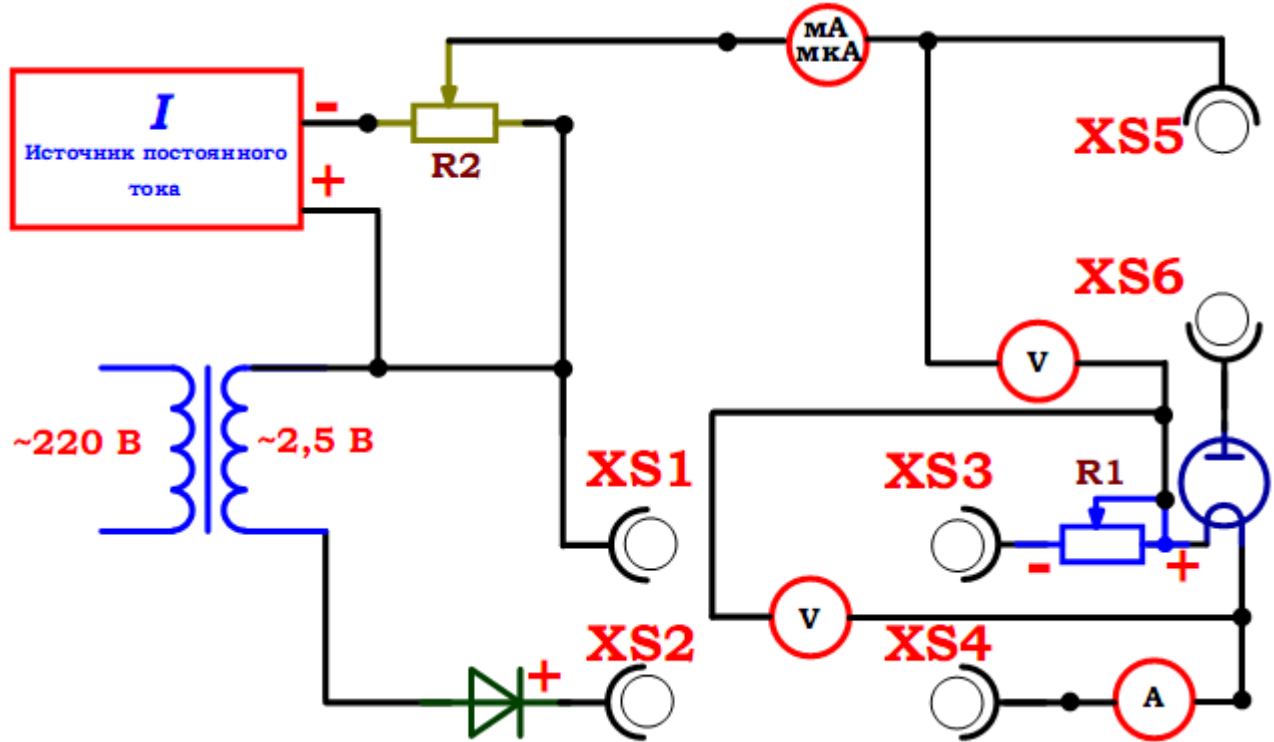 мА
мкА
I
Источник постоянного
тока
-
+
R2
XS5
XS6
~220 В
~2,5 В
V
XS1
XS3
R1
-
+
V
XS2
+
XS4
A